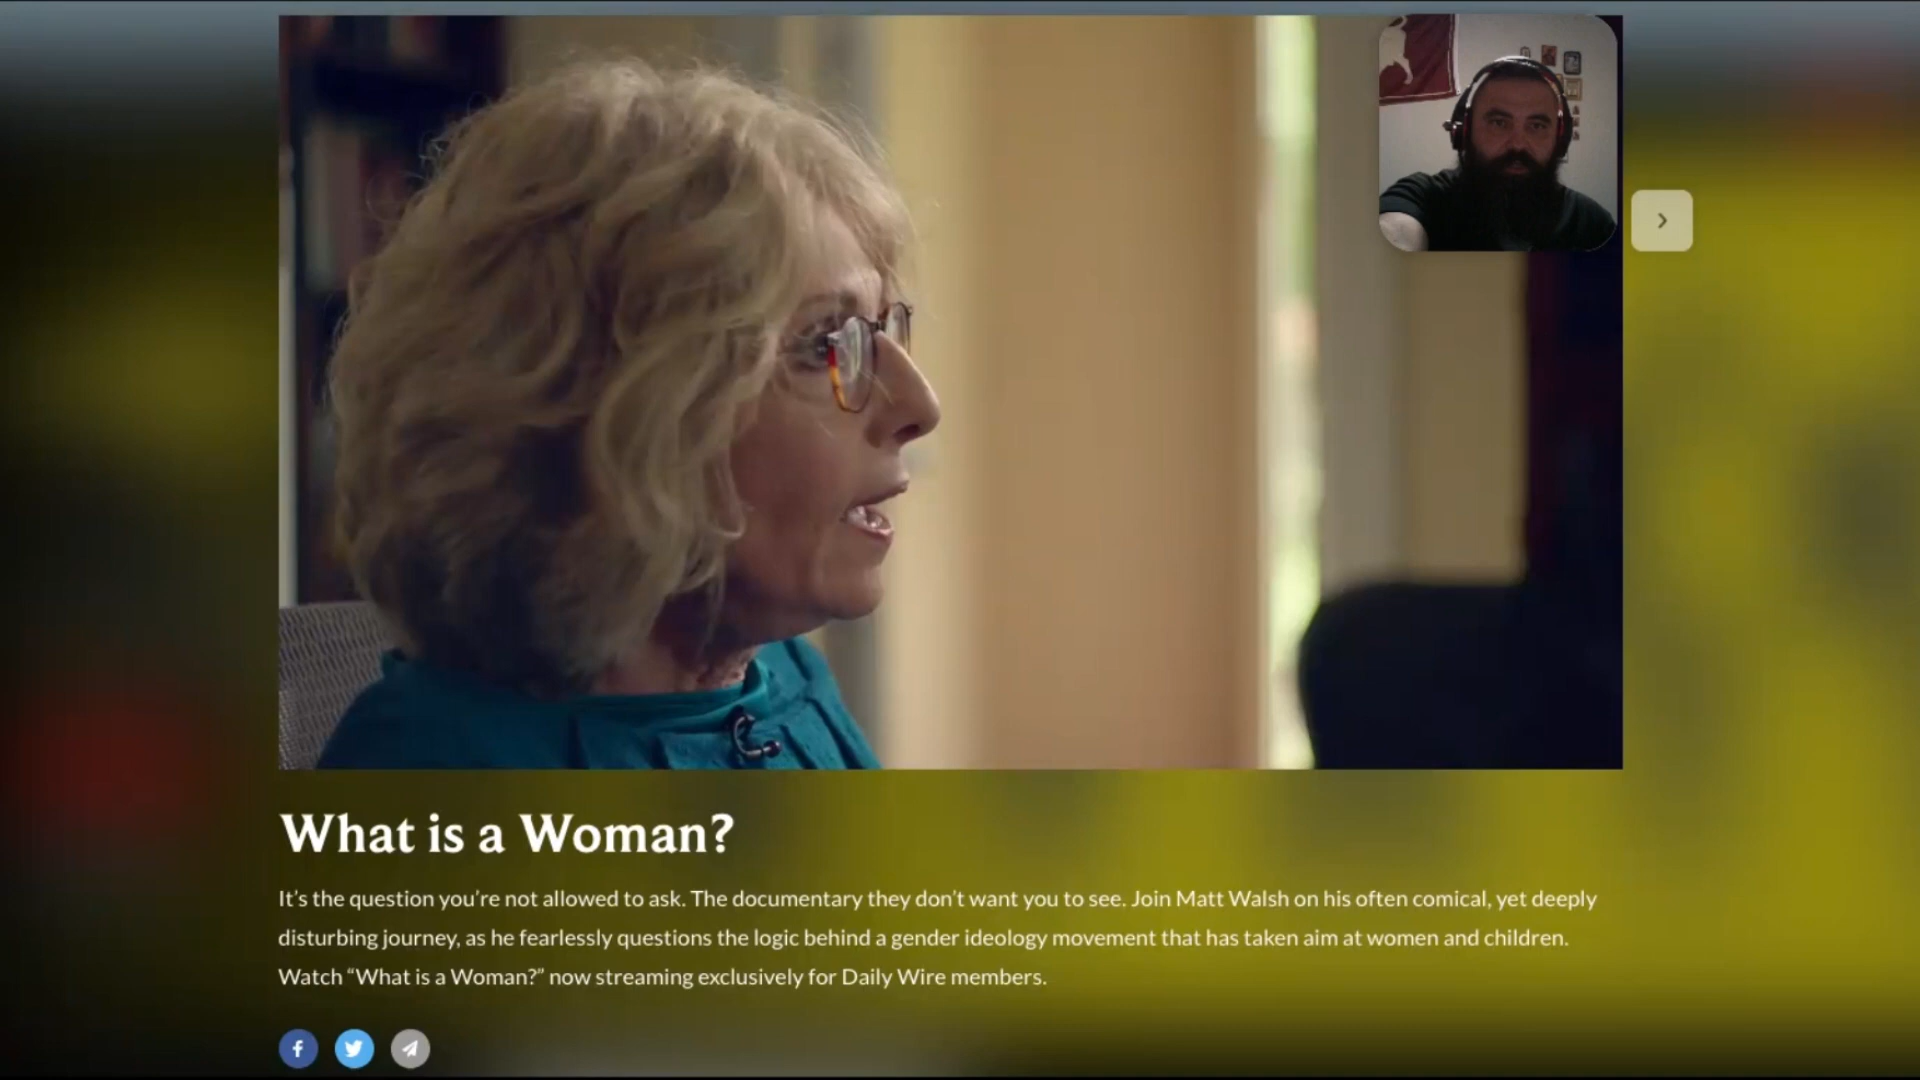 What is a Woman?
It’s the question you’re not allowed to ask. The documentary they don’t want you to see. Join Matt Walsh on his often comical, yet deeply
disturbing journey, as he fearlessly questions the logic behind a gender ideology movement that has taken aim at women and children.
Watch “What is a Woman?” now streaming exclusively for Daily Wire members.